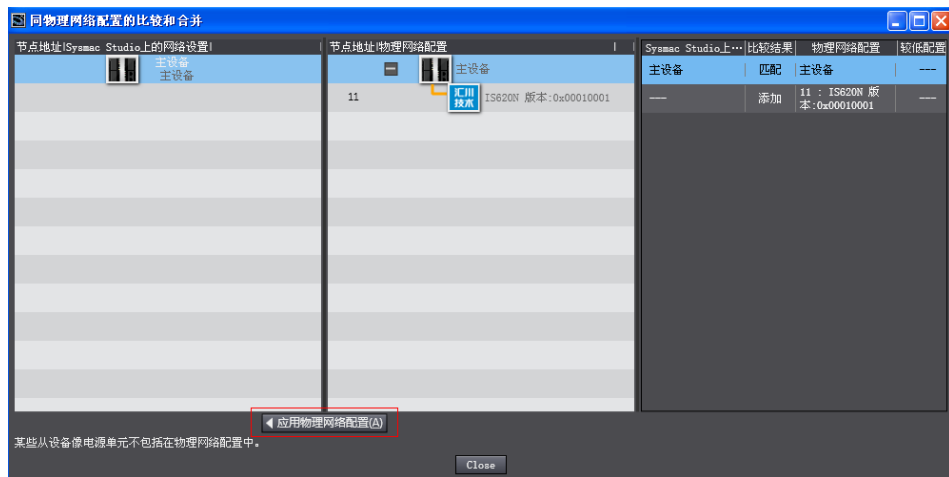 同物理网络配置的比较和合并
节点地址|Sysmac Studio上的网络设置|
主设备
主设备
节点地址|物理网络配置
主设备
11
汇川
技术
IS620N 版本:0x00010001
Sysmac Studio上… 比较结果 物理网络配置 较低配置
主设备 匹配 主设备 ---
--- 添加 11 : IS620N 版
本:0x00010001 ---
应用物理网络配置(A)
某些从设备像电源单元不包括在物理网络配置中。
Close